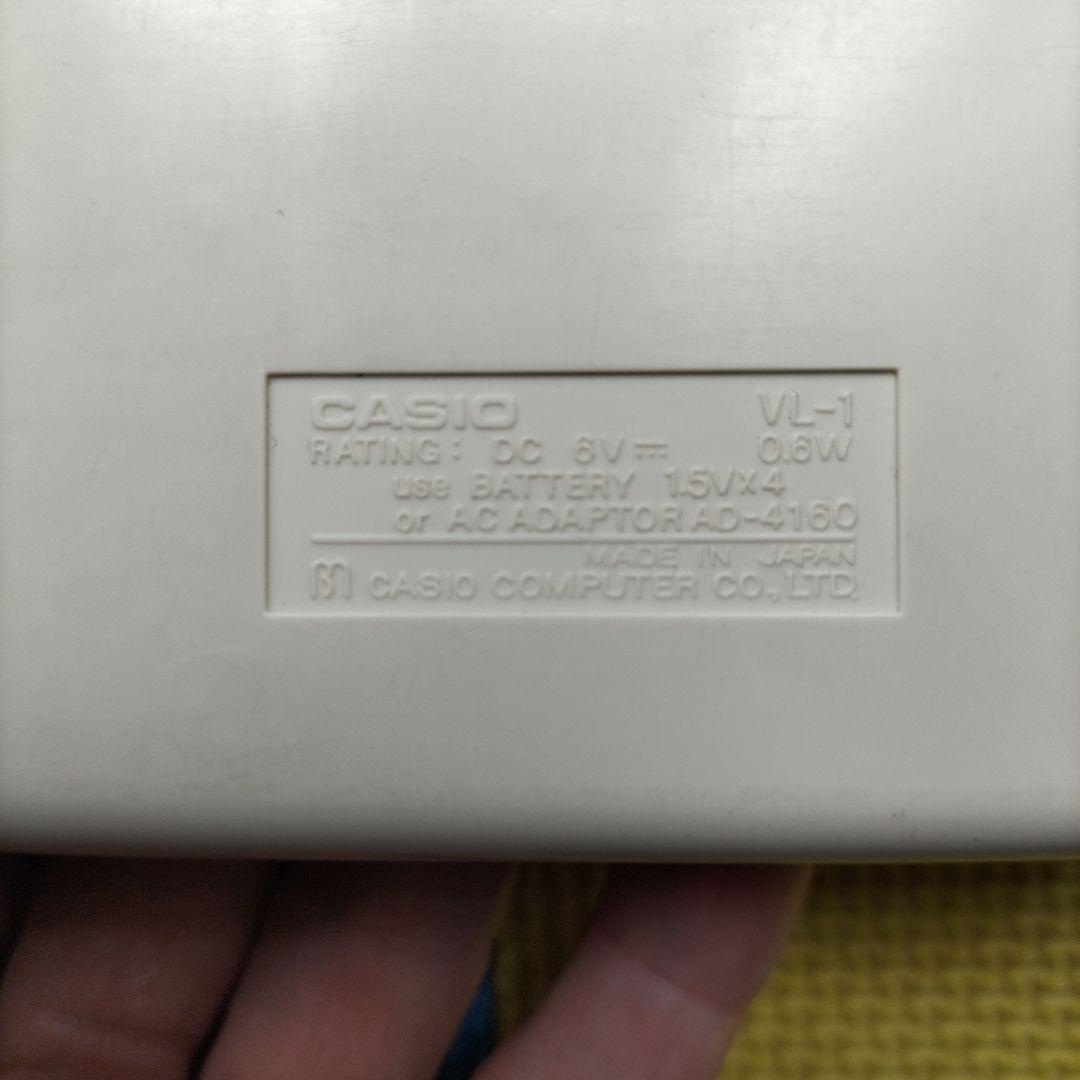 CASIO VL-1
RATING: DC 6V ⎓ 0.6W
use BATTERY 1.5V×4
or AC ADAPTOR AD-4160
MADE IN JAPAN
CASIO COMPUTER CO., LTD.